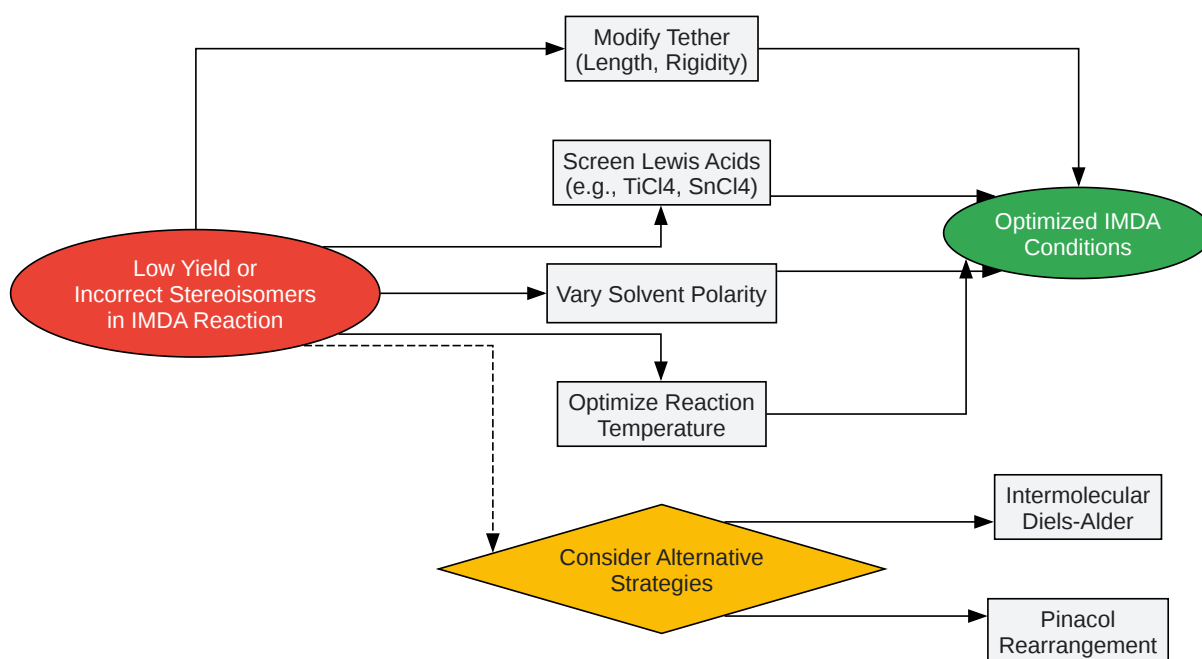 Modify Tether
(Length, Rigidity)
Screen Lewis Acids
(e.g., TiCl4, SnCl4)
Optimized IMDA
Conditions
Low Yield or
Incorrect Stereoisomers
in IMDA Reaction
Vary Solvent Polarity
Optimize Reaction
Temperature
Intermolecular
Diels-Alder
Consider Alternative
Strategies
Pinacol
Rearrangement